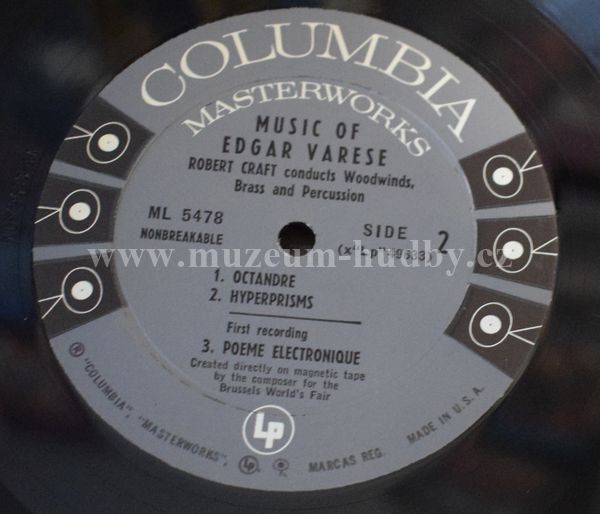 COLUMBIA
MASTERWORKS
MUSIC OF
EDGAR VARESE
ROBERT CRAFT conducts Woodwinds,
Brass and Percussion
ML 5478
NONBREAKABLE
SIDE 2
www.muzeum-hudby.cz
1. OCTANDRE
2. HYPERPRISMS
First recording
3. POEME ELECTRONIQUE
Created directly on magnetic tape
by the composer for the
Brussels World's Fair
LP
® "COLUMBIA", "MASTERWORKS", MARCAS REG. MADE IN U.S.A.